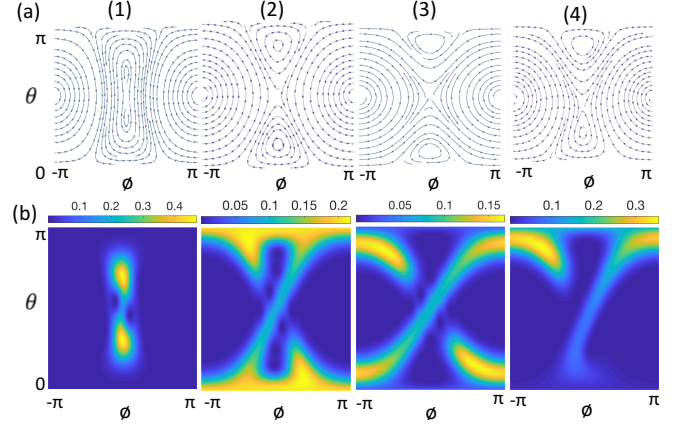 (a) (1) (2) (3) (4)
π
θ
0
-π π -π π -π π -π π
ø ø ø ø
(b) 0.1 0.2 0.3 0.4 0.05 0.1 0.15 0.2 0.05 0.1 0.15 0.1 0.2 0.3
π
θ
0
-π π -π π -π π -π π
ø ø ø ø